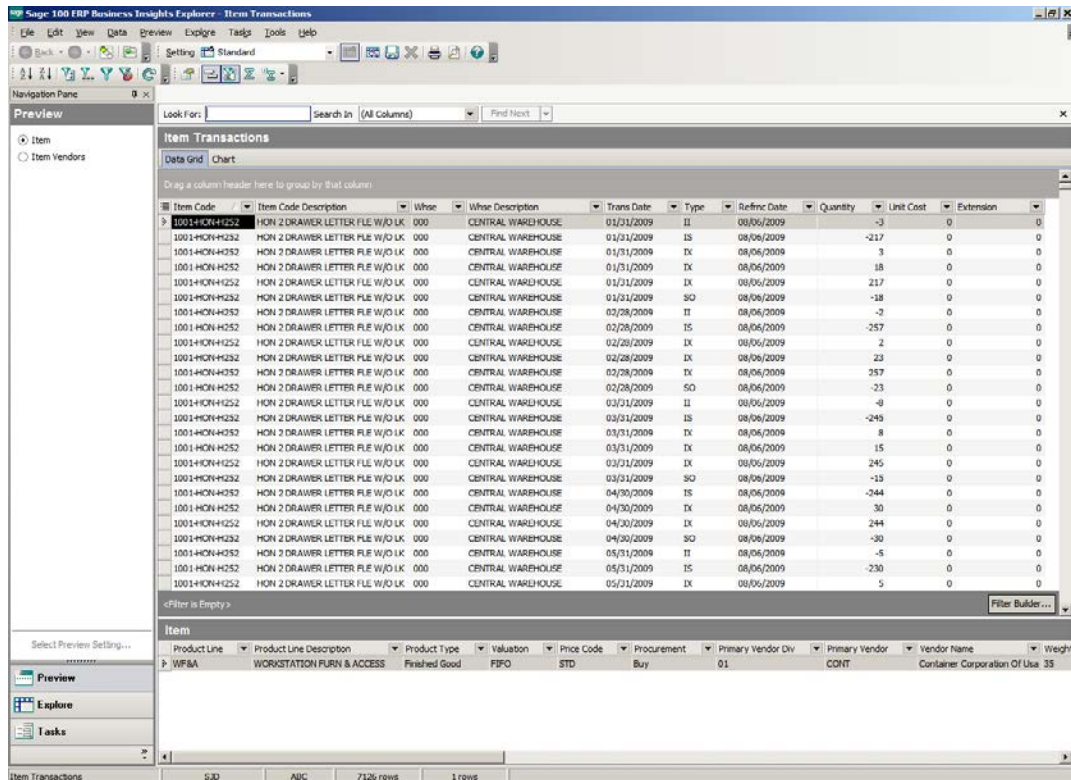 Sage 100 ERP Business Insights Explorer - Item Transactions
File Edit View Data Preview Explore Tasks Tools Help
Back Setting Standard
Navigation Pane
Preview
Look For: Search In (All Columns) Find Next
Item
Item Vendors
Item Transactions
Data Grid Chart
Drag a column header here to group by that column
Item Code Item Code Description Whse Whse Description Trans Date Type Refrnc Date Quantity Unit Cost Extension
1001-HON-H252 HON 2 DRAWER LETTER FLE W/O LK 000 CENTRAL WAREHOUSE 01/31/2009 II 08/06/2009 -3 0 0
1001-HON-H252 HON 2 DRAWER LETTER FLE W/O LK 000 CENTRAL WAREHOUSE 01/31/2009 IS 08/06/2009 -217 0 0
1001-HON-H252 HON 2 DRAWER LETTER FLE W/O LK 000 CENTRAL WAREHOUSE 01/31/2009 IX 08/06/2009 3 0 0
1001-HON-H252 HON 2 DRAWER LETTER FLE W/O LK 000 CENTRAL WAREHOUSE 01/31/2009 IX 08/06/2009 18 0 0
1001-HON-H252 HON 2 DRAWER LETTER FLE W/O LK 000 CENTRAL WAREHOUSE 01/31/2009 IX 08/06/2009 217 0 0
1001-HON-H252 HON 2 DRAWER LETTER FLE W/O LK 000 CENTRAL WAREHOUSE 01/31/2009 SO 08/06/2009 -18 0 0
1001-HON-H252 HON 2 DRAWER LETTER FLE W/O LK 000 CENTRAL WAREHOUSE 02/28/2009 II 08/06/2009 -2 0 0
1001-HON-H252 HON 2 DRAWER LETTER FLE W/O LK 000 CENTRAL WAREHOUSE 02/28/2009 IS 08/06/2009 -257 0 0
1001-HON-H252 HON 2 DRAWER LETTER FLE W/O LK 000 CENTRAL WAREHOUSE 02/28/2009 IX 08/06/2009 2 0 0
1001-HON-H252 HON 2 DRAWER LETTER FLE W/O LK 000 CENTRAL WAREHOUSE 02/28/2009 IX 08/06/2009 23 0 0
1001-HON-H252 HON 2 DRAWER LETTER FLE W/O LK 000 CENTRAL WAREHOUSE 02/28/2009 IX 08/06/2009 257 0 0
1001-HON-H252 HON 2 DRAWER LETTER FLE W/O LK 000 CENTRAL WAREHOUSE 02/28/2009 SO 08/06/2009 -23 0 0
1001-HON-H252 HON 2 DRAWER LETTER FLE W/O LK 000 CENTRAL WAREHOUSE 03/31/2009 II 08/06/2009 -8 0 0
1001-HON-H252 HON 2 DRAWER LETTER FLE W/O LK 000 CENTRAL WAREHOUSE 03/31/2009 IS 08/06/2009 -245 0 0
1001-HON-H252 HON 2 DRAWER LETTER FLE W/O LK 000 CENTRAL WAREHOUSE 03/31/2009 IX 08/06/2009 8 0 0
1001-HON-H252 HON 2 DRAWER LETTER FLE W/O LK 000 CENTRAL WAREHOUSE 03/31/2009 IX 08/06/2009 15 0 0
1001-HON-H252 HON 2 DRAWER LETTER FLE W/O LK 000 CENTRAL WAREHOUSE 03/31/2009 IX 08/06/2009 245 0 0
1001-HON-H252 HON 2 DRAWER LETTER FLE W/O LK 000 CENTRAL WAREHOUSE 03/31/2009 SO 08/06/2009 -15 0 0
1001-HON-H252 HON 2 DRAWER LETTER FLE W/O LK 000 CENTRAL WAREHOUSE 04/30/2009 IS 08/06/2009 -244 0 0
1001-HON-H252 HON 2 DRAWER LETTER FLE W/O LK 000 CENTRAL WAREHOUSE 04/30/2009 IX 08/06/2009 30 0 0
1001-HON-H252 HON 2 DRAWER LETTER FLE W/O LK 000 CENTRAL WAREHOUSE 04/30/2009 IX 08/06/2009 244 0 0
1001-HON-H252 HON 2 DRAWER LETTER FLE W/O LK 000 CENTRAL WAREHOUSE 04/30/2009 SO 08/06/2009 -30 0 0
1001-HON-H252 HON 2 DRAWER LETTER FLE W/O LK 000 CENTRAL WAREHOUSE 05/31/2009 II 08/06/2009 -5 0 0
1001-HON-H252 HON 2 DRAWER LETTER FLE W/O LK 000 CENTRAL WAREHOUSE 05/31/2009 IS 08/06/2009 -230 0 0
1001-HON-H252 HON 2 DRAWER LETTER FLE W/O LK 000 CENTRAL WAREHOUSE 05/31/2009 IX 08/06/2009 5 0 0
<Filter is Empty> Filter Builder...
Item
Select Preview Setting...
Product Line Product Line Description Product Type Valuation Price Code Procurement Primary Vendor Div Primary Vendor Vendor Name Weight
WF&A WORKSTATION FURN & ACCESS Finished Good FIFO STD Buy 01 CONT Container Corporation Of Usa 35
Preview
Explore
Tasks
Item Transactions SJD ABC 7126 rows 1 rows